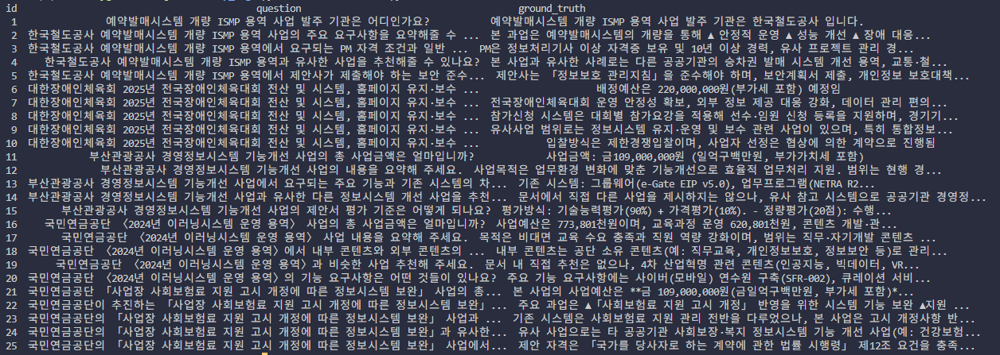 id question ground_truth
1 예약발매시스템 개량 ISMP 용역 사업 발주 기관은 어디인가요? 예약발매시스템 개량 ISMP 용역 사업 발주 기관은 한국철도공사 입니다.
2 한국철도공사 예약발매시스템 개량 ISMP 용역 사업의 주요 요구사항을 요약해줄 수 ... 본 과업은 예약발매시스템의 개량을 통해 ▲ 안정적 운영 ▲ 성능 개선 ▲ 장애 대응...
3 한국철도공사 예약발매시스템 개량 ISMP 용역에서 요구되는 PM 자격 조건과 일반 ... PM은 정보처리기사 이상 자격증 보유 및 10년 이상 경력, 유사 프로젝트 관리 경...
4 한국철도공사 예약발매시스템 개량 ISMP 용역과 유사한 사업을 추천해줄 수 있나요? 본 사업과 유사한 사례로는 다른 공공기관의 승차권 발매 시스템 개선 용역, 교통·철...
5 한국철도공사 예약발매시스템 개량 ISMP 용역에서 제안사가 제출해야 하는 보안 준수... 제안사는 「정보보호 관리지침」을 준수해야 하며, 보안계획서 제출, 개인정보 보호대책...
6 대한장애인체육회 2025년 전국장애인체육대회 전산 및 시스템, 홈페이지 유지·보수 ... 배정예산은 220,000,000원(부가세 포함) 예정임
7 대한장애인체육회 2025년 전국장애인체육대회 전산 및 시스템, 홈페이지 유지·보수 ... 전국장애인체육대회 운영 안정성 확보, 외부 정보 제공 대응 강화, 데이터 관리 편의...
8 대한장애인체육회 2025년 전국장애인체육대회 전산 및 시스템, 홈페이지 유지·보수 ... 참가신청 시스템은 대회별 참가요강을 적용해 선수·임원 신청 등록을 지원하며, 경기기...
9 대한장애인체육회 2025년 전국장애인체육대회 전산 및 시스템, 홈페이지 유지·보수 ... 유사사업 범위로는 정보시스템 유지·운영 및 보수 관련 사업이 있으며, 특히 통합정보...
10 대한장애인체육회 2025년 전국장애인체육대회 전산 및 시스템, 홈페이지 유지·보수 ... 입찰방식은 제한경쟁입찰이며, 사업자 선정은 협상에 의한 계약으로 진행됨
11 부산관광공사 경영정보시스템 기능개선 사업의 총 사업금액은 얼마입니까? 사업금액: 금109,000,000원 (일억구백만원, 부가가치세 포함)
12 부산관광공사 경영정보시스템 기능개선 사업의 내용을 요약해 주세요. 사업목적은 업무환경 변화에 맞춘 기능개선으로 효율적 업무처리 지원. 범위는 현행 경...
13 부산관광공사 경영정보시스템 기능개선 사업에서 요구되는 주요 기능과 기존 시스템의 차... 기존 시스템: 그룹웨어(e-Gate EIP v5.0), 업무프로그램(NETRA R2...
14 부산관광공사 경영정보시스템 기능개선 사업과 유사한 다른 정보시스템 개선 사업을 추천... 문서에서 직접 다른 사업을 제시하지는 않으나, 유사 참고 시스템으로 공공기관 경영정...
15 부산관광공사 경영정보시스템 기능개선 사업의 제안서 평가 기준은 어떻게 되나요? 평가방식: 기술능력평가(90%) + 가격평가(10%). - 정량평가(20점): 수행...
16 국민연금공단 〈2024년 이러닝시스템 운영 용역〉 사업의 총 사업금액은 얼마입니까? 사업예산은 773,801천원이며, 교육과정 운영 620,801천원, 콘텐츠 개발·관...
17 국민연금공단 〈2024년 이러닝시스템 운영 용역〉 사업 내용을 요약해 주세요. 목적은 비대면 교육 수요 충족과 직원 역량 강화이며, 범위는 직무·자기개발 콘텐츠 ...
18 국민연금공단 〈2024년 이러닝시스템 운영 용역〉에서 내부 콘텐츠와 외부 콘텐츠의 ... 내부 콘텐츠는 공단 소유 콘텐츠(예: 직무교육, 개인정보보호, 정보보안 등)로 관리...
19 국민연금공단 〈2024년 이러닝시스템 운영 용역〉과 비슷한 사업 추천해 주세요. 문서 내 직접 추천은 없으나, 4차 산업혁명 관련 콘텐츠(인공지능, 빅데이터, VR...
20 국민연금공단 〈2024년 이러닝시스템 운영 용역〉의 기능 요구사항은 어떤 것들이 있나요? 주요 기능 요구사항에는 사이버(모바일) 연수원 구축(SFR-002), 큐레이션 서비...
21 국민연금공단 「사업장 사회보험료 지원 고시 개정에 따른 정보시스템 보완」 사업의 총... 본 사업의 사업예산은 **금 109,000,000원(금일억구백만원, 부가세 포함)*...
22 국민연금공단이 추진하는 「사업장 사회보험료 지원 고시 개정에 따른 정보시스템 보완」... 주요 과업은 ▲「사회보험료 지원 고시 개정」 반영을 위한 시스템 기능 보완 ▲지원 ...
23 국민연금공단의 「사업장 사회보험료 지원 고시 개정에 따른 정보시스템 보완」 사업과 ... 기존 시스템은 사회보험료 지원 관리 전반을 다루었으나, 본 사업은 고시 개정사항 반...
24 국민연금공단의 「사업장 사회보험료 지원 고시 개정에 따른 정보시스템 보완」과 유사한... 유사 사업으로는 타 공공기관 사회보장·복지 정보시스템 기능 개선 사업(예: 건강보험...
25 국민연금공단의 「사업장 사회보험료 지원 고시 개정에 따른 정보시스템 보완」 사업에서... 제안 자격은 「국가를 당사자로 하는 계약에 관한 법률 시행령」 제12조 요건을 충족...